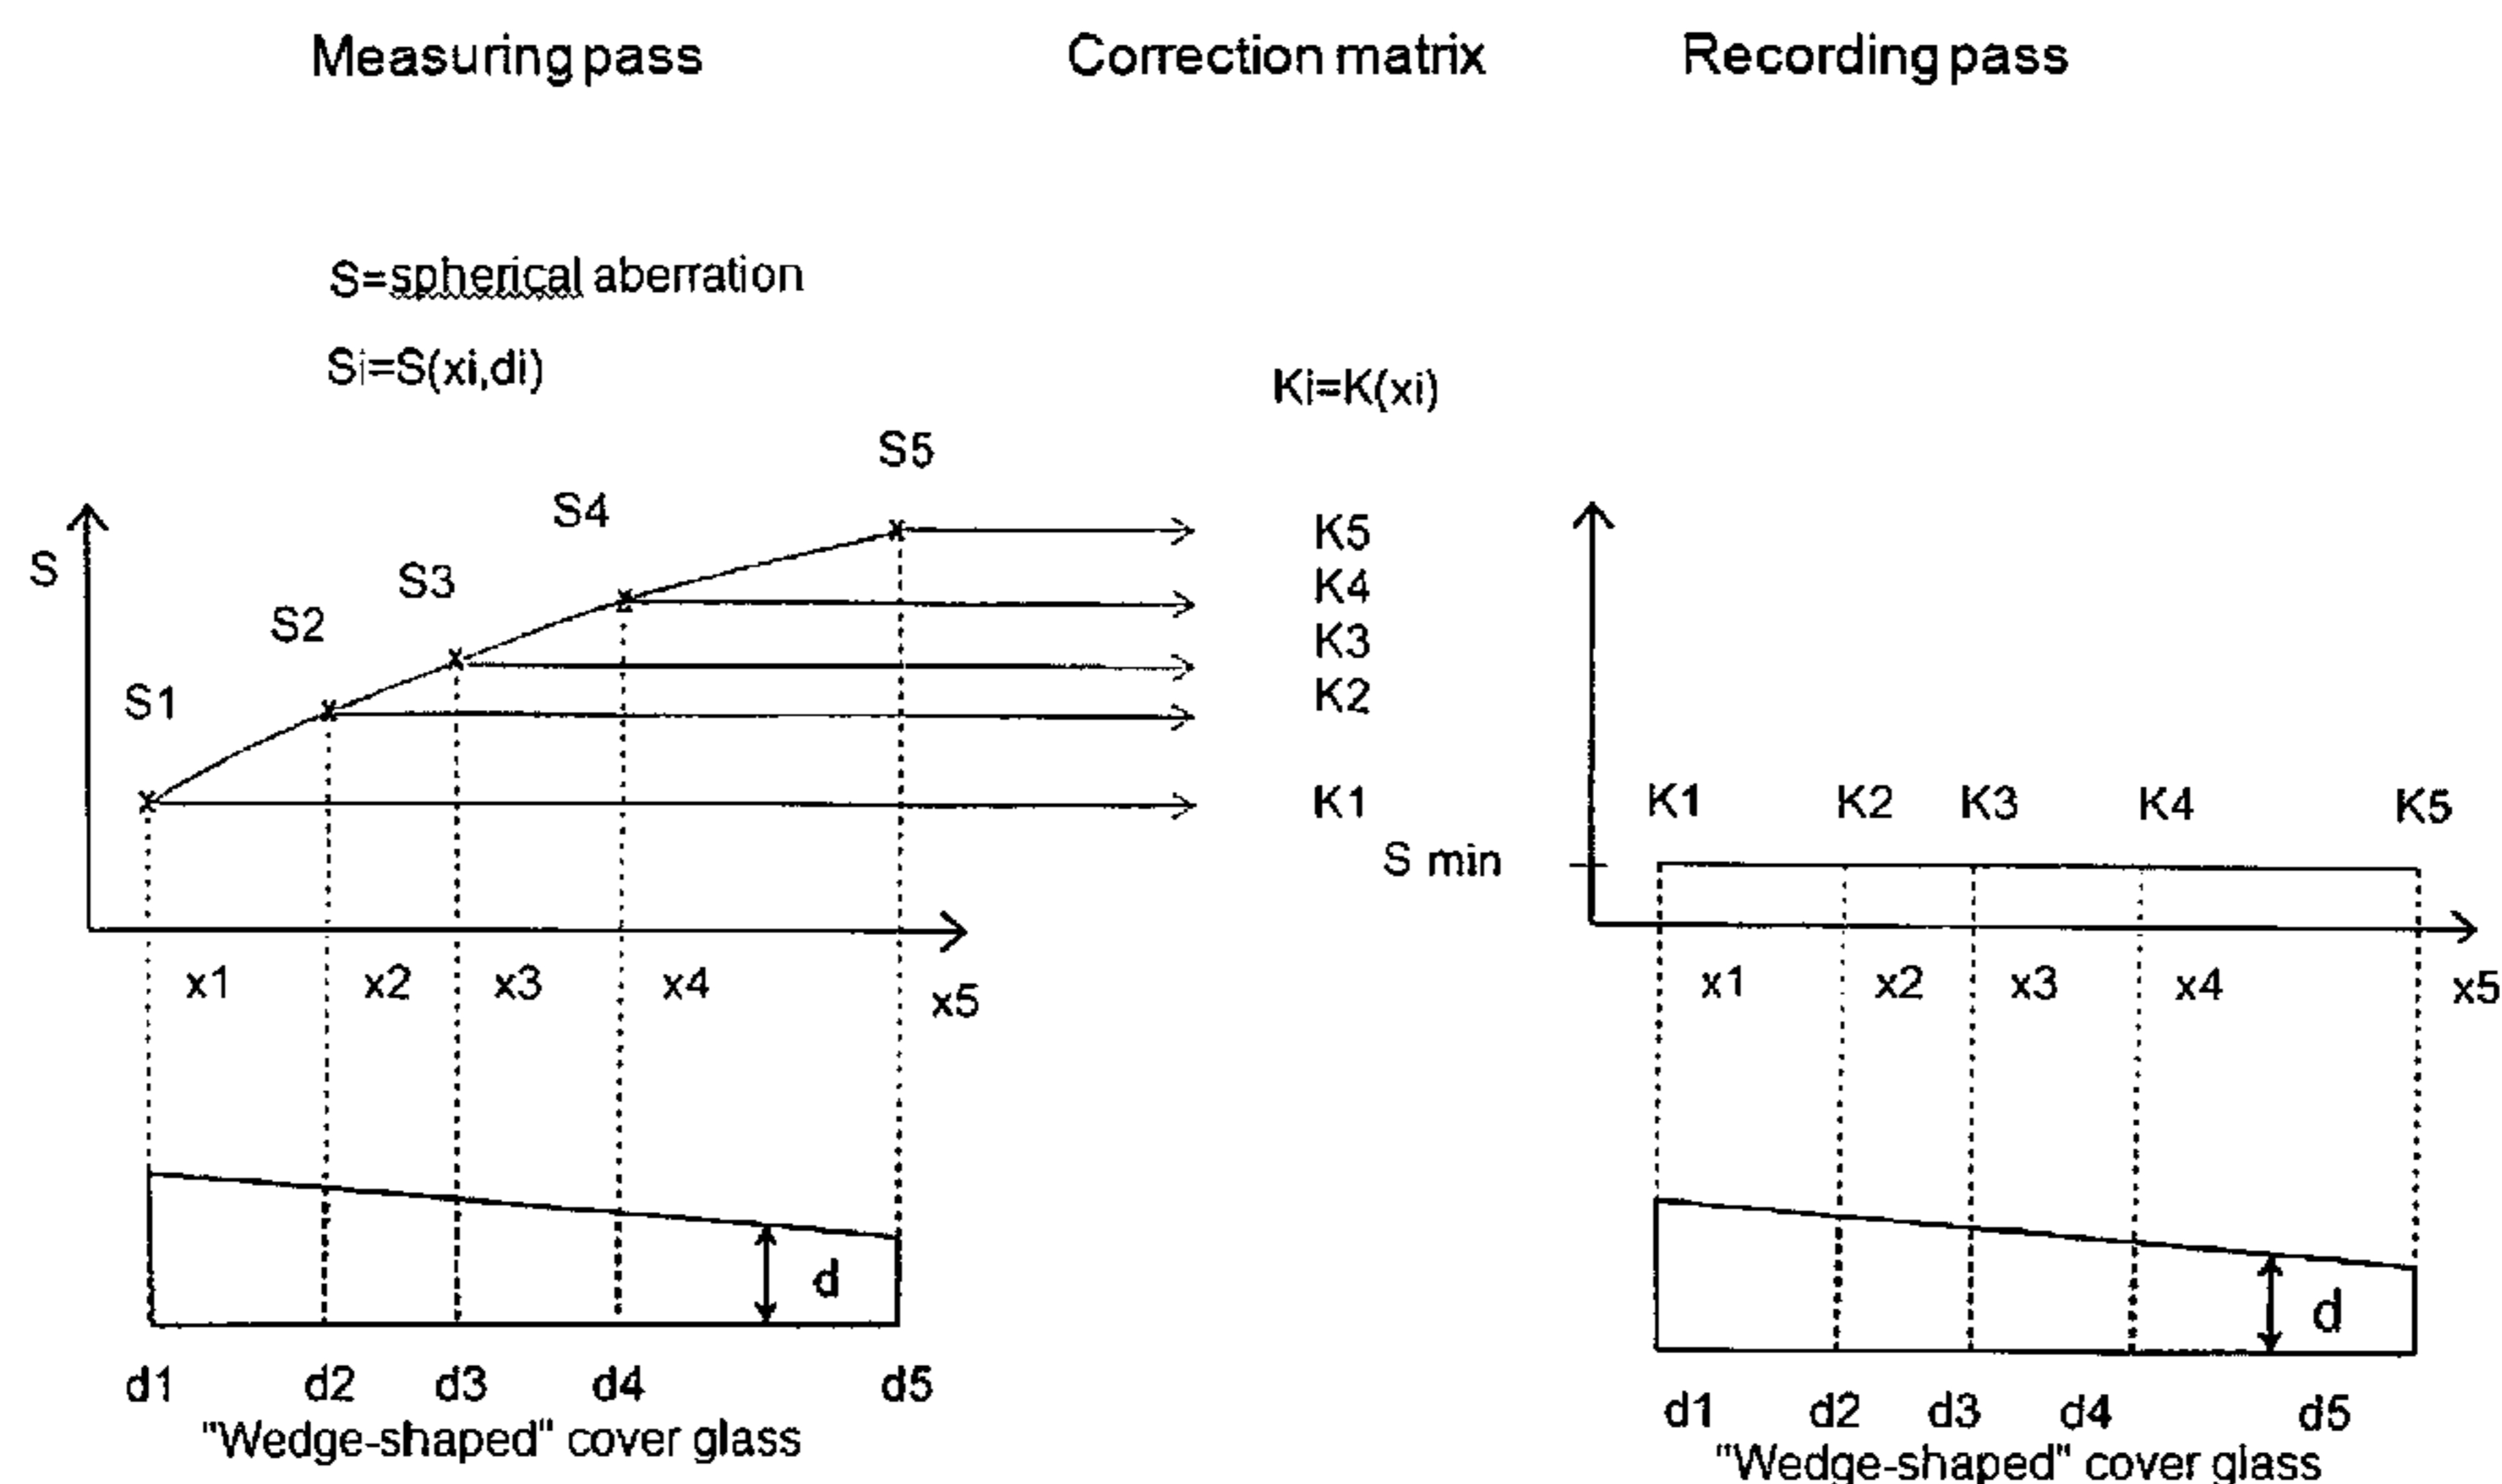 Measuring pass
Correction matrix
Recording pass
S=spherical aberration
Si=S(xi,di)
Ki=K(xi)
S
S1
S2
S3
S4
S5
K5
K4
K3
K2
K1
x1
x2
x3
x4
x5
d
d1
d2
d3
d4
d5
"Wedge-shaped" cover glass
S min
K1
K2
K3
K4
K5
x1
x2
x3
x4
x5
d
d1
d2
d3
d4
d5
"Wedge-shaped" cover glass